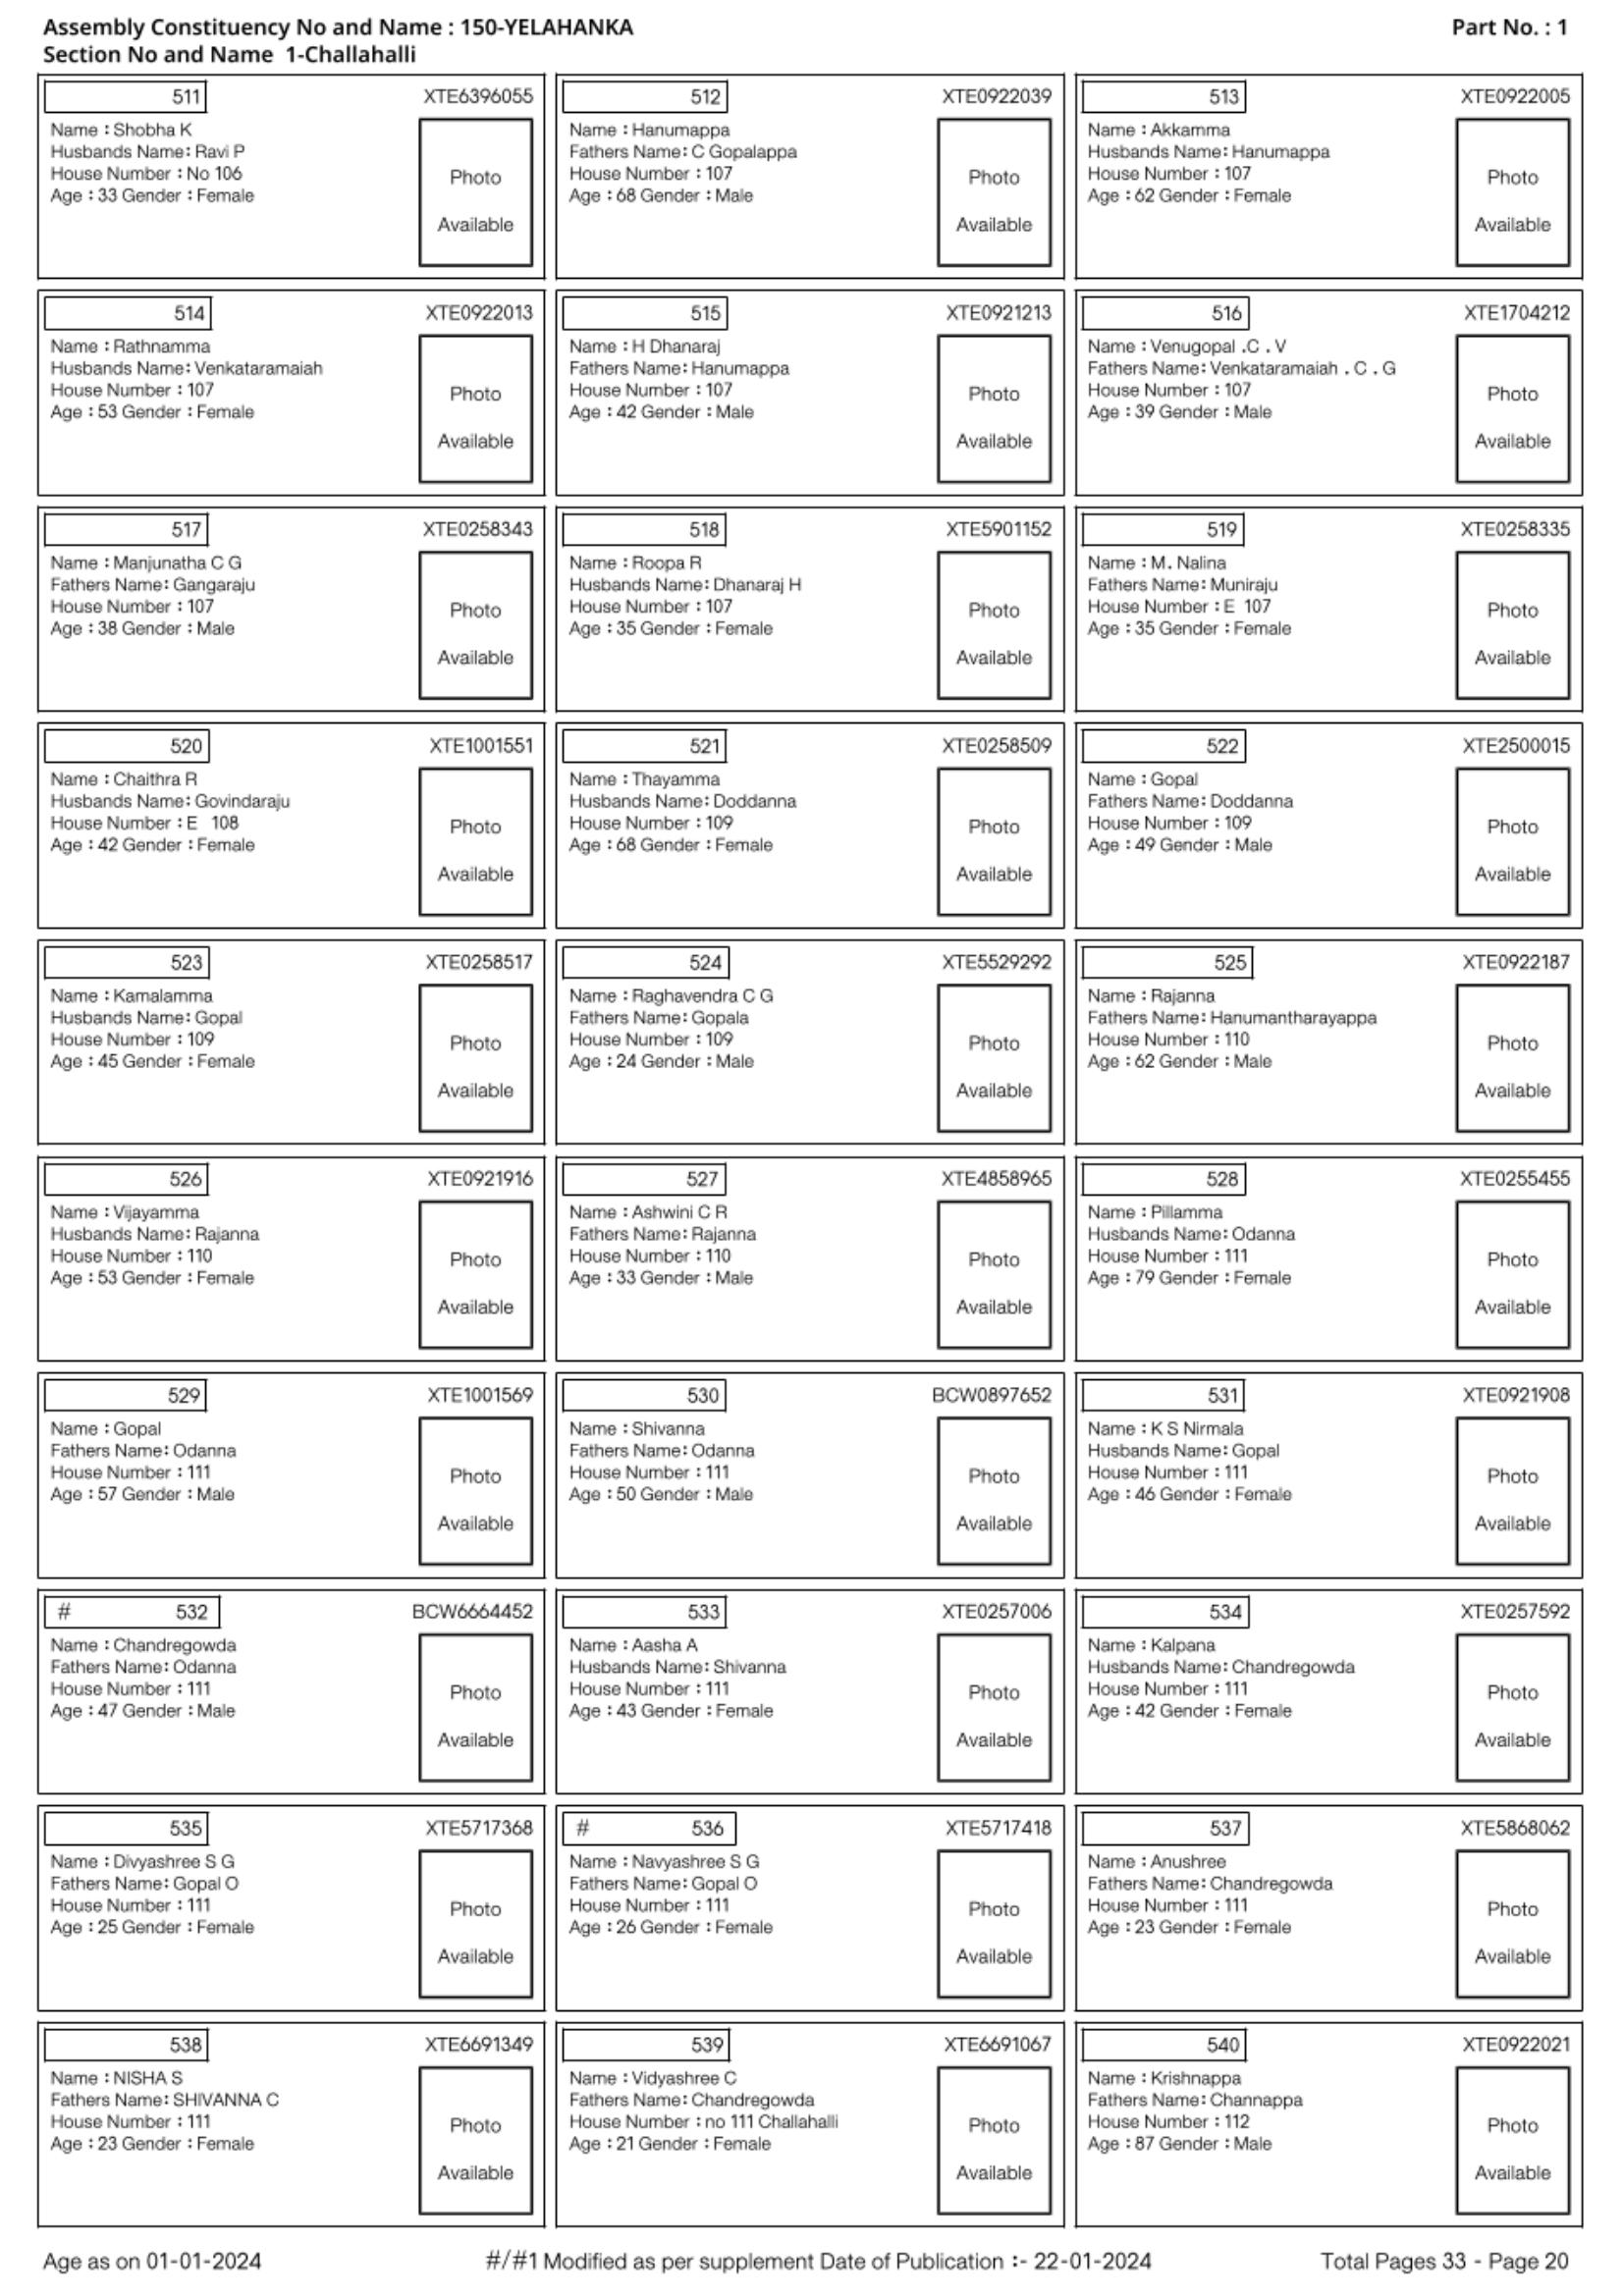 Assembly Constituency No and Name : 150-YELAHANKA Part No. : 1
Section No and Name 1-Challahalli
511 XTE6396055
Name : Shobha K
Husbands Name: Ravi P
House Number : No 106
Age : 33 Gender : Female
Photo
Available
512 XTE0922039
Name : Hanumappa
Fathers Name: C Gopalappa
House Number : 107
Age : 68 Gender : Male
Photo
Available
513 XTE0922005
Name : Akkamma
Husbands Name: Hanumappa
House Number : 107
Age : 62 Gender : Female
Photo
Available
514 XTE0922013
Name : Rathnamma
Husbands Name: Venkataramaiah
House Number : 107
Age : 53 Gender : Female
Photo
Available
515 XTE0921213
Name : H Dhanaraj
Fathers Name: Hanumappa
House Number : 107
Age : 42 Gender : Male
Photo
Available
516 XTE1704212
Name : Venugopal .C . V
Fathers Name: Venkataramaiah . C . G
House Number : 107
Age : 39 Gender : Male
Photo
Available
517 XTE0258343
Name : Manjunatha C G
Fathers Name: Gangaraju
House Number : 107
Age : 38 Gender : Male
Photo
Available
518 XTE5901152
Name : Roopa R
Husbands Name: Dhanaraj H
House Number : 107
Age : 35 Gender : Female
Photo
Available
519 XTE0258335
Name : M. Nalina
Fathers Name: Muniraju
House Number : E 107
Age : 35 Gender : Female
Photo
Available
520 XTE1001551
Name : Chaithra R
Husbands Name: Govindaraju
House Number : E 108
Age : 42 Gender : Female
Photo
Available
521 XTE0258509
Name : Thayamma
Husbands Name: Doddanna
House Number : 109
Age : 68 Gender : Female
Photo
Available
522 XTE2500015
Name : Gopal
Fathers Name: Doddanna
House Number : 109
Age : 49 Gender : Male
Photo
Available
523 XTE0258517
Name : Kamalamma
Husbands Name: Gopal
House Number : 109
Age : 45 Gender : Female
Photo
Available
524 XTE5529292
Name : Raghavendra C G
Fathers Name: Gopala
House Number : 109
Age : 24 Gender : Male
Photo
Available
525 XTE0922187
Name : Rajanna
Fathers Name: Hanumantharayappa
House Number : 110
Age : 62 Gender : Male
Photo
Available
526 XTE0921916
Name : Vijayamma
Husbands Name: Rajanna
House Number : 110
Age : 53 Gender : Female
Photo
Available
527 XTE4858965
Name : Ashwini C R
Fathers Name: Rajanna
House Number : 110
Age : 33 Gender : Male
Photo
Available
528 XTE0255455
Name : Pillamma
Husbands Name: Odanna
House Number : 111
Age : 79 Gender : Female
Photo
Available
529 XTE1001569
Name : Gopal
Fathers Name: Odanna
House Number : 111
Age : 57 Gender : Male
Photo
Available
530 BCW0897652
Name : Shivanna
Fathers Name: Odanna
House Number : 111
Age : 50 Gender : Male
Photo
Available
531 XTE0921908
Name : K S Nirmala
Husbands Name: Gopal
House Number : 111
Age : 46 Gender : Female
Photo
Available
# 532 BCW6664452
Name : Chandregowda
Fathers Name: Odanna
House Number : 111
Age : 47 Gender : Male
Photo
Available
533 XTE0257006
Name : Aasha A
Husbands Name: Shivanna
House Number : 111
Age : 43 Gender : Female
Photo
Available
534 XTE0257592
Name : Kalpana
Husbands Name: Chandregowda
House Number : 111
Age : 42 Gender : Female
Photo
Available
535 XTE5717368
Name : Divyashree S G
Fathers Name: Gopal O
House Number : 111
Age : 25 Gender : Female
Photo
Available
# 536 XTE5717418
Name : Navyashree S G
Fathers Name: Gopal O
House Number : 111
Age : 26 Gender : Female
Photo
Available
537 XTE5868062
Name : Anushree
Fathers Name: Chandregowda
House Number : 111
Age : 23 Gender : Female
Photo
Available
538 XTE6691349
Name : NISHA S
Fathers Name: SHIVANNA C
House Number : 111
Age : 23 Gender : Female
Photo
Available
539 XTE6691067
Name : Vidyashree C
Fathers Name: Chandregowda
House Number : no 111 Challahalli
Age : 21 Gender : Female
Photo
Available
540 XTE0922021
Name : Krishnappa
Fathers Name: Channappa
House Number : 112
Age : 87 Gender : Male
Photo
Available
Age as on 01-01-2024 #/#1 Modified as per supplement Date of Publication :- 22-01-2024 Total Pages 33 - Page 20